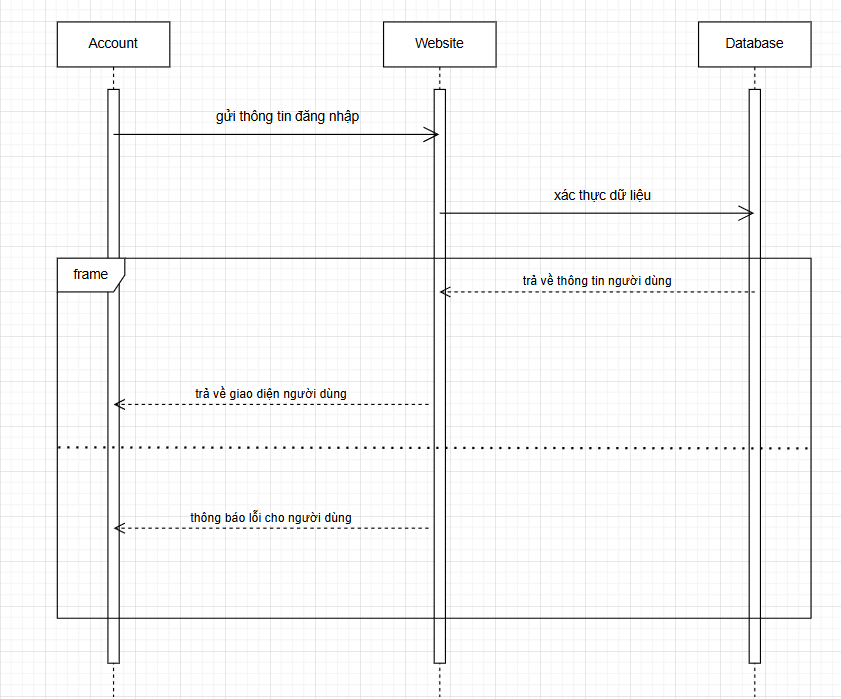 Account
Website
Database
gửi thông tin đăng nhập
xác thực dữ liệu
frame
trả về thông tin người dùng
trả về giao diện người dùng
thông báo lỗi cho người dùng